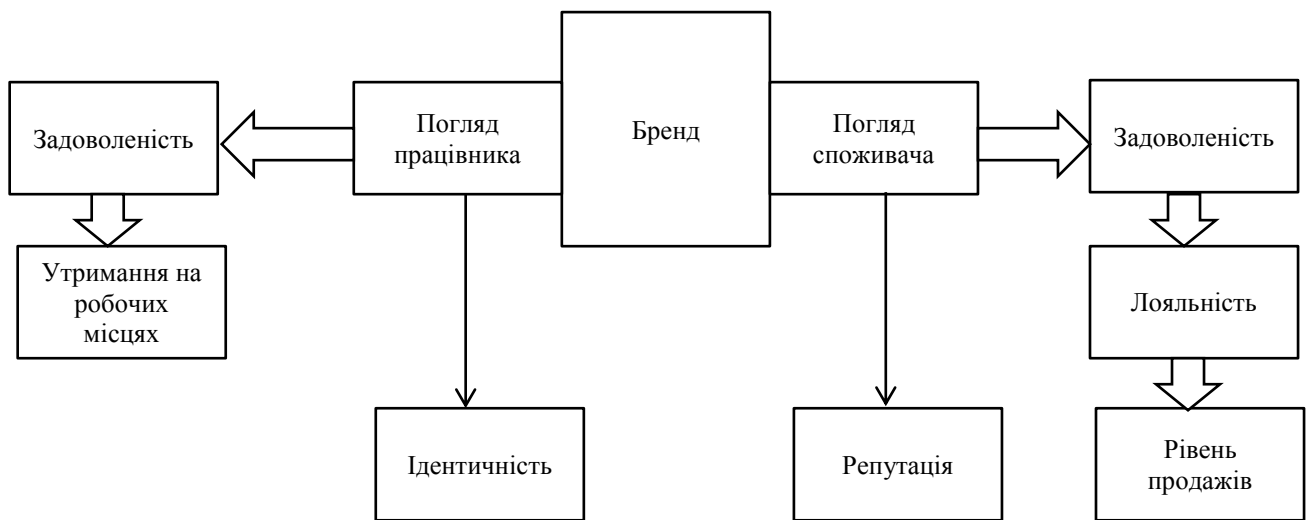 Задоволеність
Погляд
працівника
Бренд
Погляд
споживача
Задоволеність
Утримання на
робочих
місцях
Лояльність
Ідентичність
Репутація
Рівень
продажів